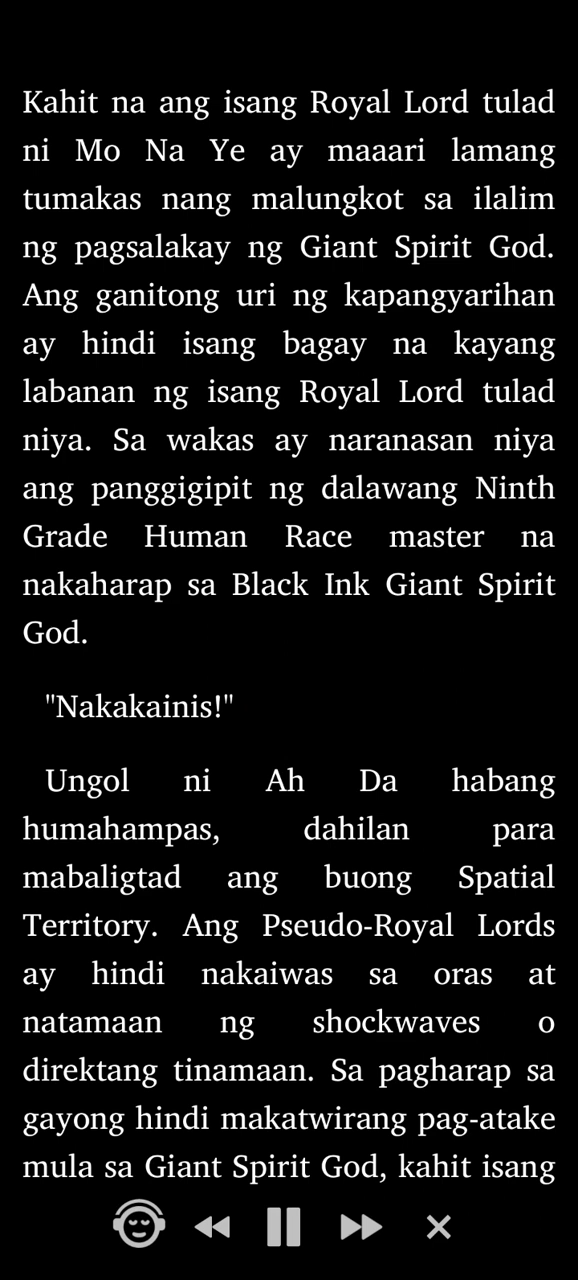 Kahit na ang isang Royal Lord tulad
ni Mo Na Ye ay maaari lamang
tumakas nang malungkot sa ilalim
ng pagsalakay ng Giant Spirit God.
Ang ganitong uri ng kapangyarihan
ay hindi isang bagay na kayang
labanan ng isang Royal Lord tulad
niya. Sa wakas ay naranasan niya
ang panggigipit ng dalawang Ninth
Grade Human Race master na
nakaharap sa Black Ink Giant Spirit
God.
"Nakakainis!"
Ungol ni Ah Da habang
humahampas, dahilan para
mabaligtad ang buong Spatial
Territory. Ang Pseudo-Royal Lords
ay hindi nakaiwas sa oras at
natamaan ng shockwaves o
direktang tinamaan. Sa pagharap sa
gayong hindi makatwirang pag-atake
mula sa Giant Spirit God, kahit isang